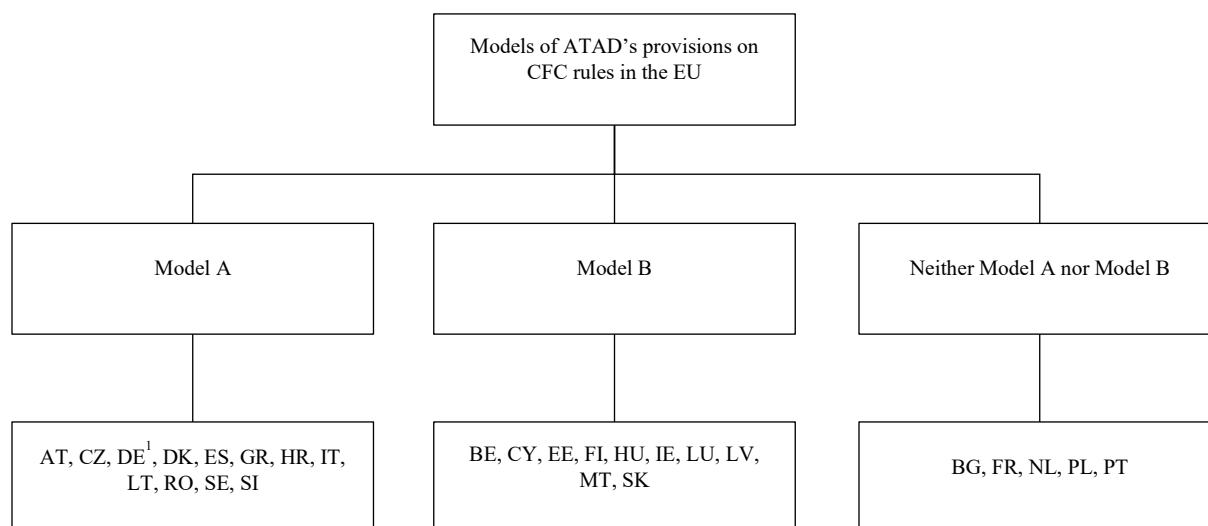 Models of ATAD’s provisions on
CFC rules in the EU
Model A
Model B
Neither Model A nor Model B
AT, CZ, DE¹, DK, ES, GR, HR, IT,
LT, RO, SE, SI
BE, CY, EE, FI, HU, IE, LU, LV,
MT, SK
BG, FR, NL, PL, PT